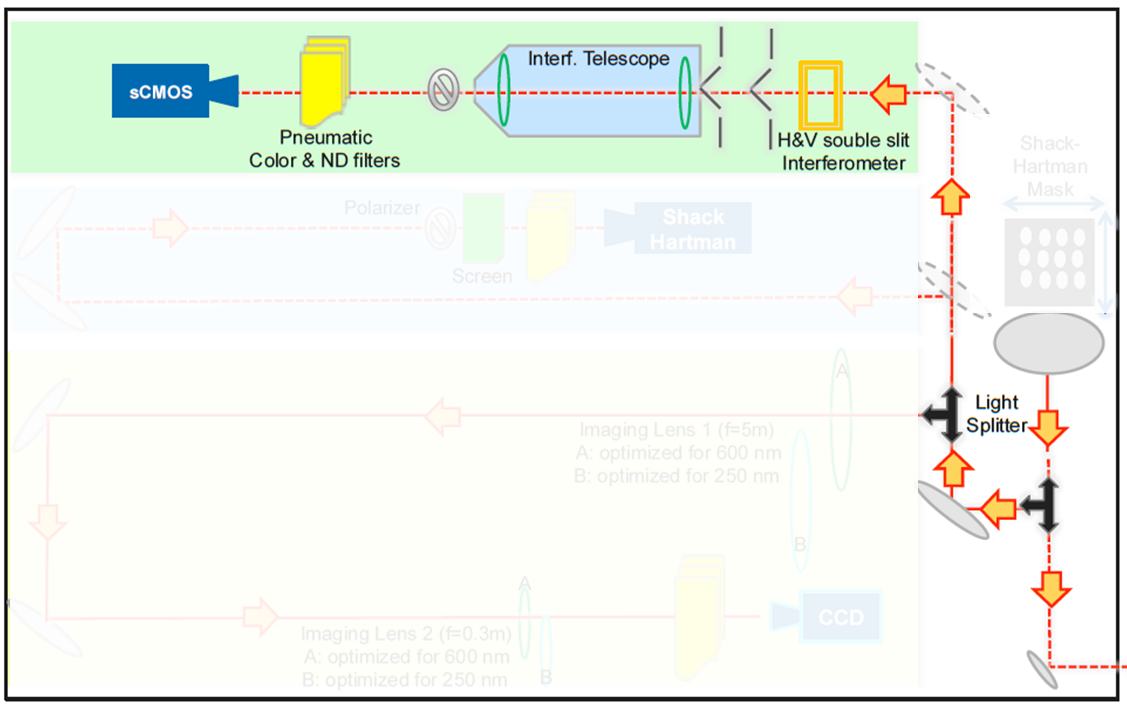 Interf. Telescope
sCMOS
Pneumatic
Color & ND filters
H&V souble slit
Interferometer
Shack-
Hartman
Mask
Polarizer
Shack
Hartman
Screen
A
Light
Splitter
Imaging Lens 1 (f=5m)
A: optimized for 600 nm
B: optimized for 250 nm
B
A
CCD
Imaging Lens 2 (f=0.3m)
A: optimized for 600 nm
B: optimized for 250 nm
B